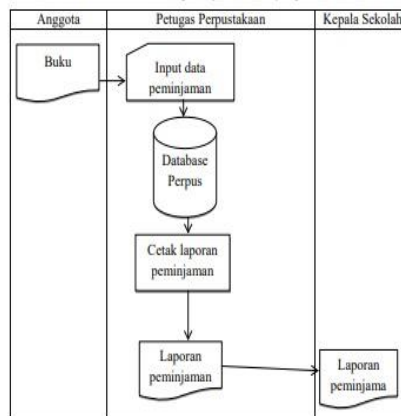 Anggota
Petugas Perpustakaan
Kepala Sekolah
Buku
Input data
peminjaman
Database
Perpus
Cetak laporan
peminjaman
Laporan
peminjaman
Laporan
peminjama